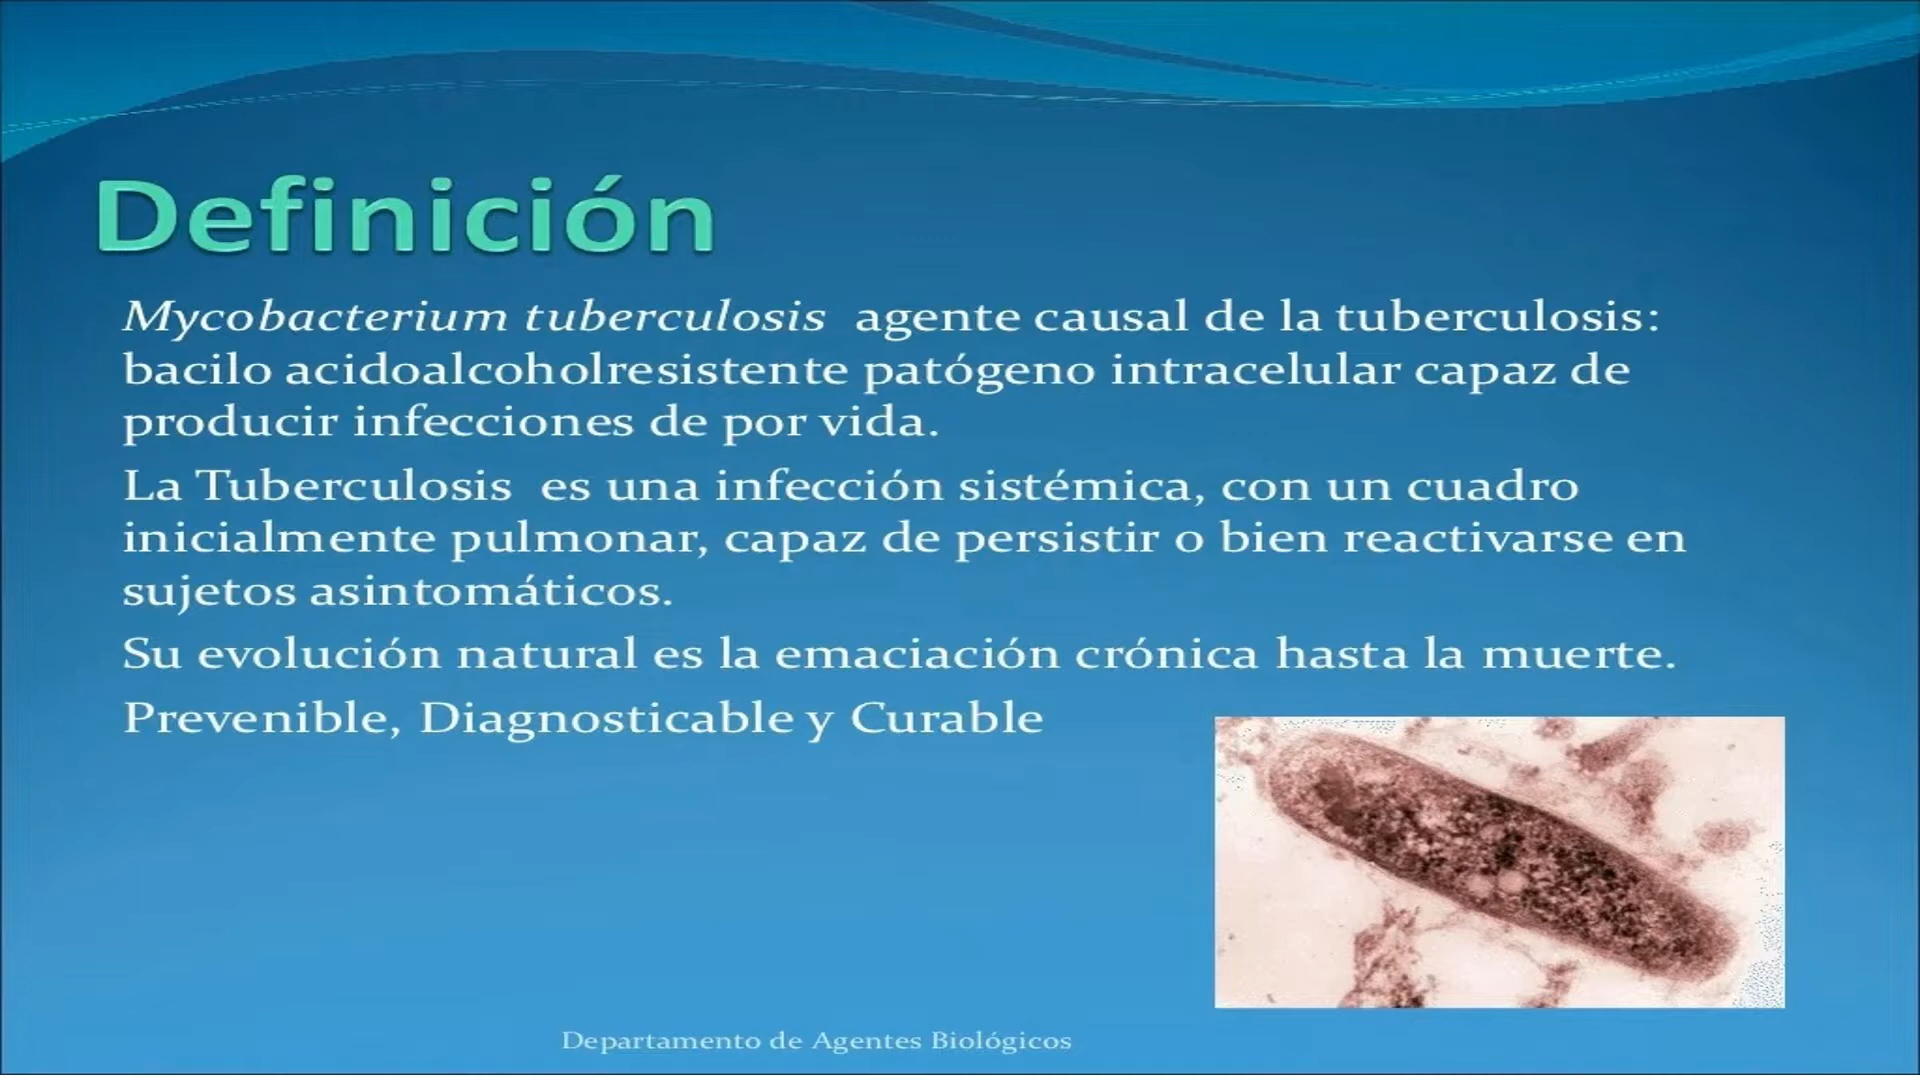 Definición
Mycobacterium tuberculosis agente causal de la tuberculosis:
bacilo acidoalcoholresistente patógeno intracelular capaz de
producir infecciones de por vida.
La Tuberculosis es una infección sistémica, con un cuadro
inicialmente pulmonar, capaz de persistir o bien reactivarse en
sujetos asintomáticos.
Su evolución natural es la emaciación crónica hasta la muerte.
Prevenible, Diagnosticable y Curable
Departamento de Agentes Biológicos